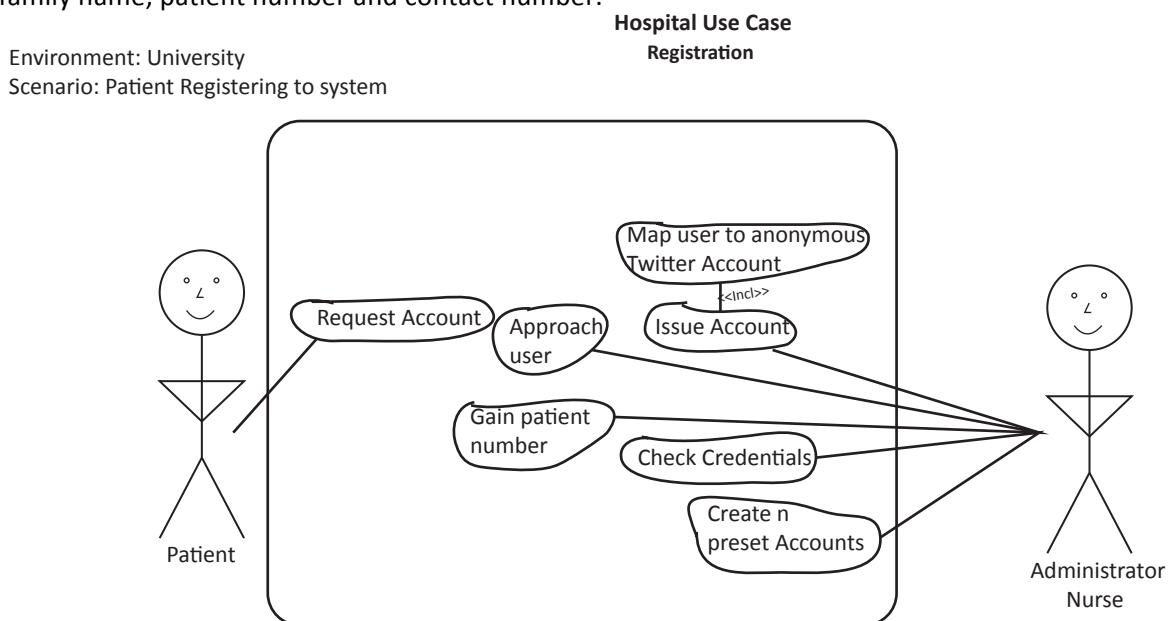 family name, patient number and contact number.
Hospital Use Case
Registration
Environment: University
Scenario: Patient Registering to system
Map user to anonymous
Twitter Account
<<Incl>>
Request Account
Approach
user
Issue Account
Gain patient
number
Check Credentials
Create n
preset Accounts
Patient
Administrator
Nurse